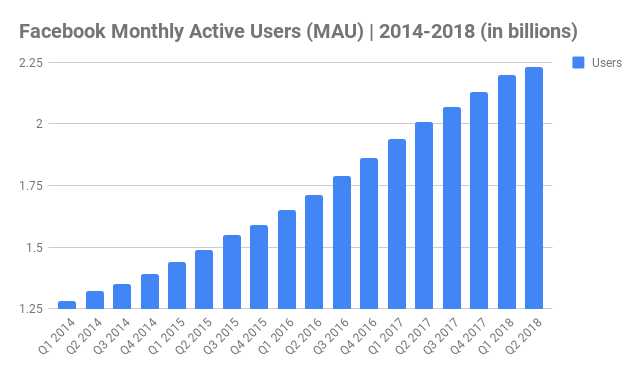 Facebook Monthly Active Users (MAU) | 2014-2018 (in billions)
Users
2.25
2
1.75
1.5
1.25
Q1 2014
Q2 2014
Q3 2014
Q4 2014
Q1 2015
Q2 2015
Q3 2015
Q4 2015
Q1 2016
Q2 2016
Q3 2016
Q4 2016
Q1 2017
Q2 2017
Q3 2017
Q4 2017
Q1 2018
Q2 2018